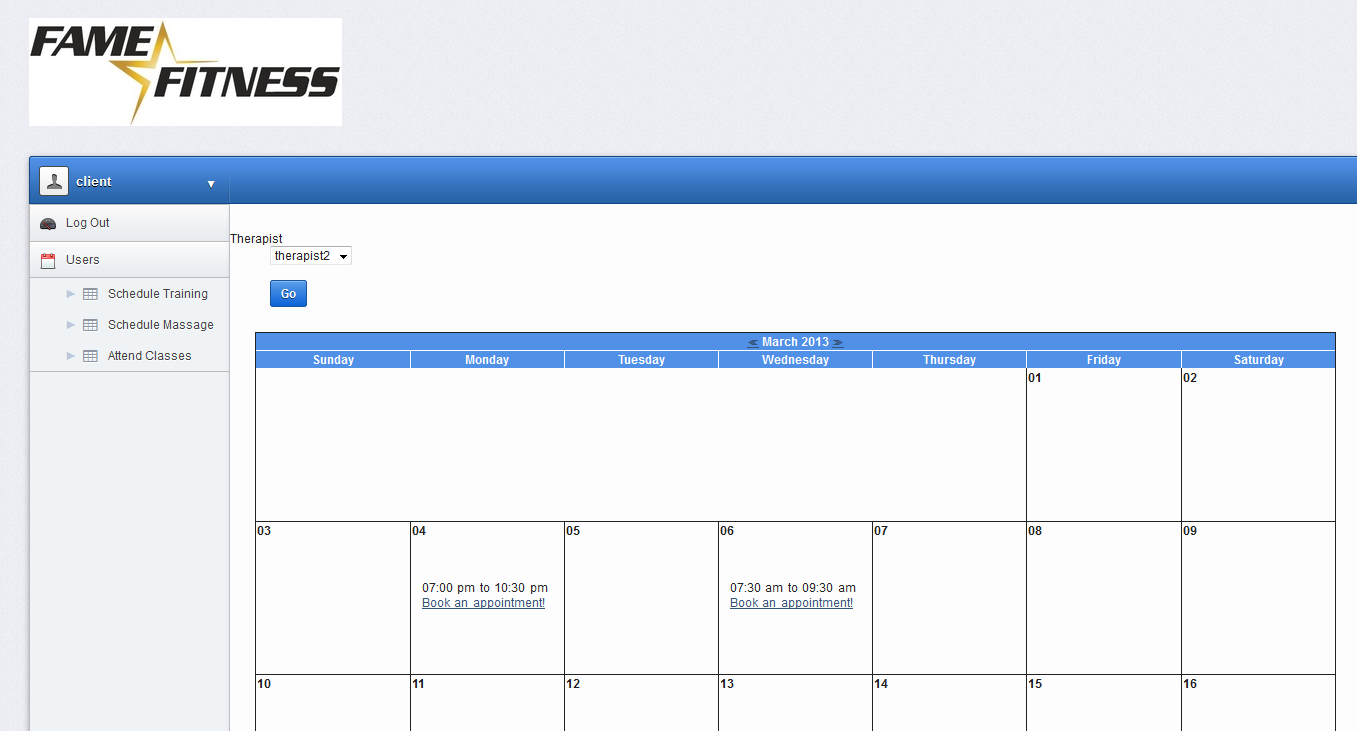 FAME
FITNESS
client
Log Out
Users
Schedule Training
Schedule Massage
Attend Classes
Therapist
therapist2
Go
≪ March 2013 ≫
Sunday Monday Tuesday Wednesday Thursday Friday Saturday
01 02
03 04 05 06 07 08 09
07:00 pm to 10:30 pm 07:30 am to 09:30 am
Book an appointment! Book an appointment!
10 11 12 13 14 15 16